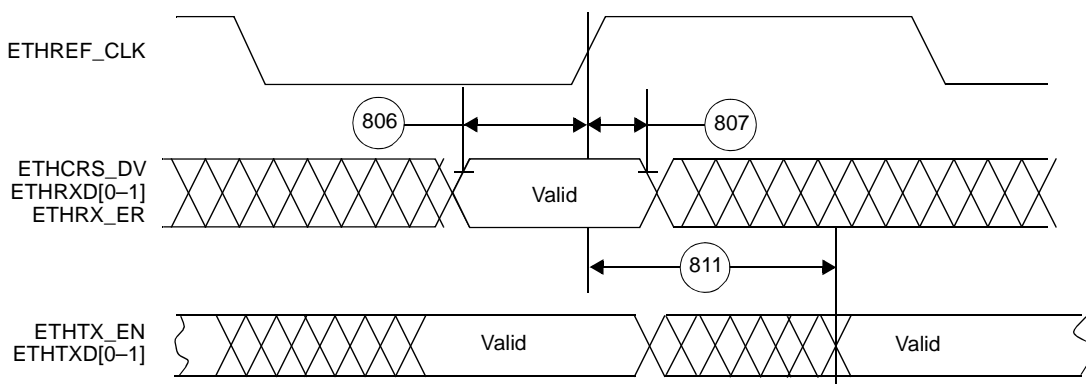 ETHREF_CLK
806
807
ETHCRS_DV
ETHRXD[0–1]
ETHRX_ER
Valid
811
ETHTX_EN
ETHTXD[0–1]
Valid
Valid